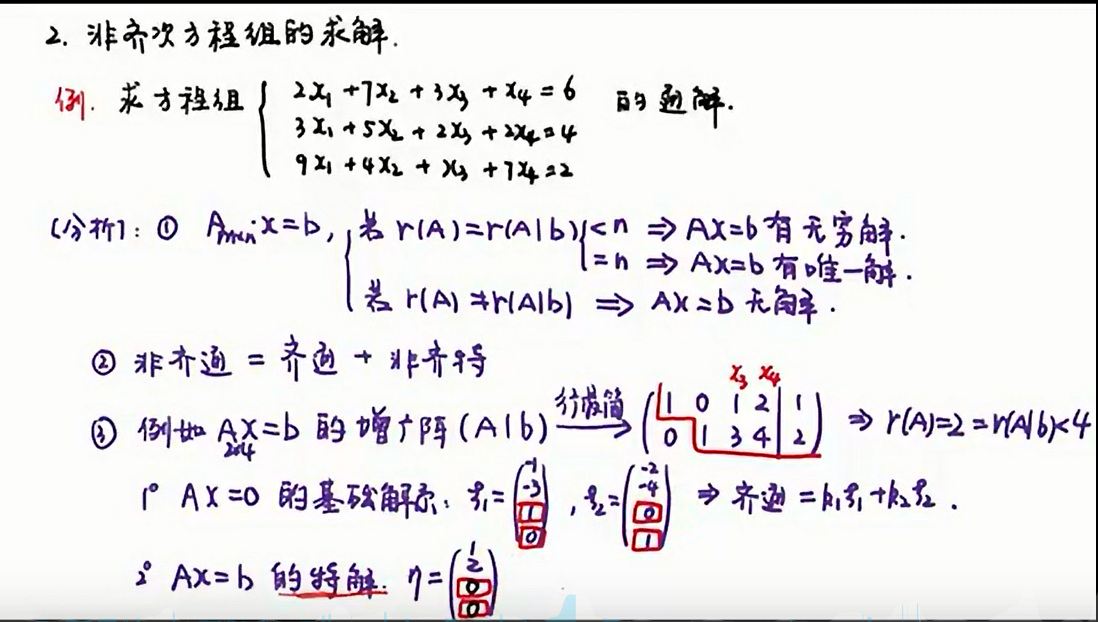 2. 非齐次方程组的求解.
例. 求方程组 { 2x₁+7x₂+3x₃+x₄=6 的通解.
3x₁+5x₂+2x₃+2x₄=4
9x₁+4x₂+x₃+7x₄=2
[分析]: ① Aₘₓₙ·x=b, { 若 r(A)=r(A|b) { <n ⇒ Ax=b 有无穷解.
=n ⇒ Ax=b 有唯一解.
若 r(A)≠r(A|b) ⇒ Ax=b 无解.
② 非齐通 = 齐通 + 非齐特
x₃ x₄
③ 例如 Ax=b 的增广阵(A|b) 行最简→ (1 0 1 2 | 1) ⇒ r(A)=2=r(A|b)<4
2×4 (0 1 3 4 | 2)
1° Ax=0 的基础解系: ξ₁=(-1 -3 1 0), ξ₂=(-2 -4 0 1) ⇒ 齐通=k₁ξ₁+k₂ξ₂.
2° Ax=b 的特解. η=(1 2 0 0)